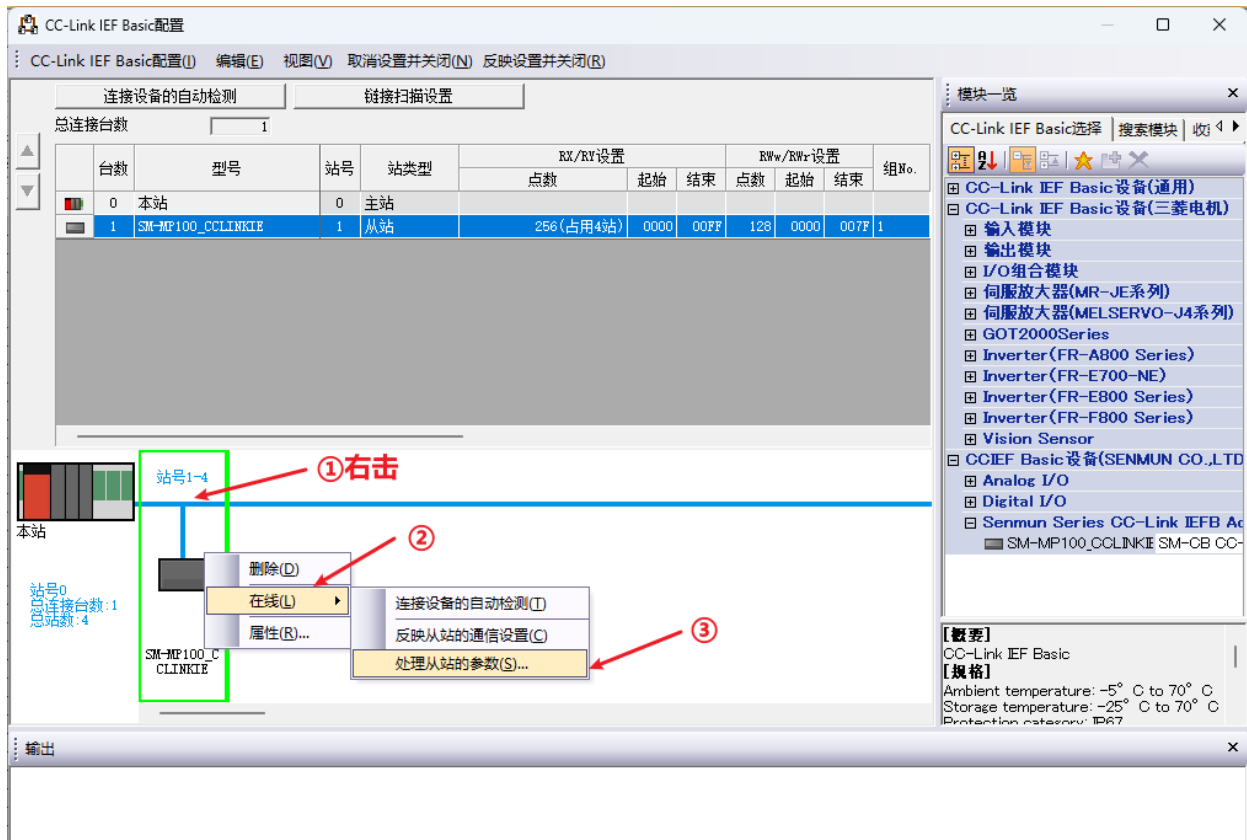 CC-Link IEF Basic配置
CC-Link IEF Basic配置(I) 编辑(E) 视图(V) 取消设置并关闭(N) 反映设置并关闭(R)
连接设备的自动检测 链接扫描设置
总连接台数 1
台数 型号 站号 站类型 RX/RY设置 RWw/RWr设置 组No.
点数 起始 结束 点数 起始 结束
0 本站 0 主站
1 SM-MP100_CCLINKIE 1 从站 256(占用4站) 0000 00FF 128 0000 007F 1
站号1-4
①右击
本站
②
删除(D)
在线(L)
属性(R)...
连接设备的自动检测(T)
反映从站的通信设置(C)
处理从站的参数(S)...
③
站号0
总连接台数:1
总站数:4
SM-MP100_C
CLINKIE
模块一览
CC-Link IEF Basic选择 搜索模块 收
CC-Link IEF Basic设备(通用)
CC-Link IEF Basic设备(三菱电机)
输入模块
输出模块
I/O组合模块
伺服放大器(MR-JE系列)
伺服放大器(MELSERVO-J4系列)
GOT2000Series
Inverter(FR-A800 Series)
Inverter(FR-E700-NE)
Inverter(FR-E800 Series)
Inverter(FR-F800 Series)
Vision Sensor
CCIEF Basic设备(SENMUN CO.,LTD
Analog I/O
Digital I/O
Senmun Series CC-Link IEFB Ac
SM-MP100_CCLINKIE SM-CB CC-
[概要]
CC-Link IEF Basic
[规格]
Ambient temperature: -5° C to 70° C
Storage temperature: -25° C to 70° C
Protection category: IP67
输出